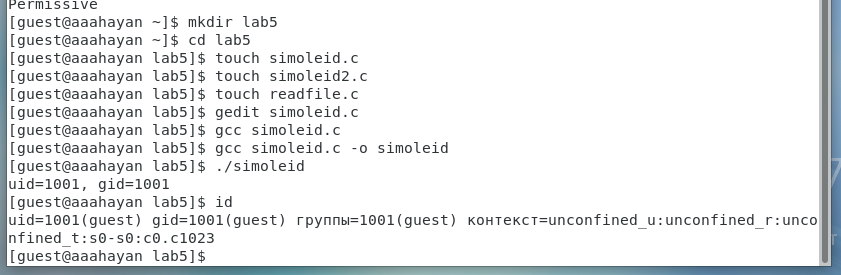 Permissive
[guest@aaahayan ~]$ mkdir lab5
[guest@aaahayan ~]$ cd lab5
[guest@aaahayan lab5]$ touch simoleid.c
[guest@aaahayan lab5]$ touch simoleid2.c
[guest@aaahayan lab5]$ touch readfile.c
[guest@aaahayan lab5]$ gedit simoleid.c
[guest@aaahayan lab5]$ gcc simoleid.c
[guest@aaahayan lab5]$ gcc simoleid.c -o simoleid
[guest@aaahayan lab5]$ ./simoleid
uid=1001, gid=1001
[guest@aaahayan lab5]$ id
uid=1001(guest) gid=1001(guest) группы=1001(guest) контекст=unconfined_u:unconfined_r:unco
nfined_t:s0-s0:c0.c1023
[guest@aaahayan lab5]$